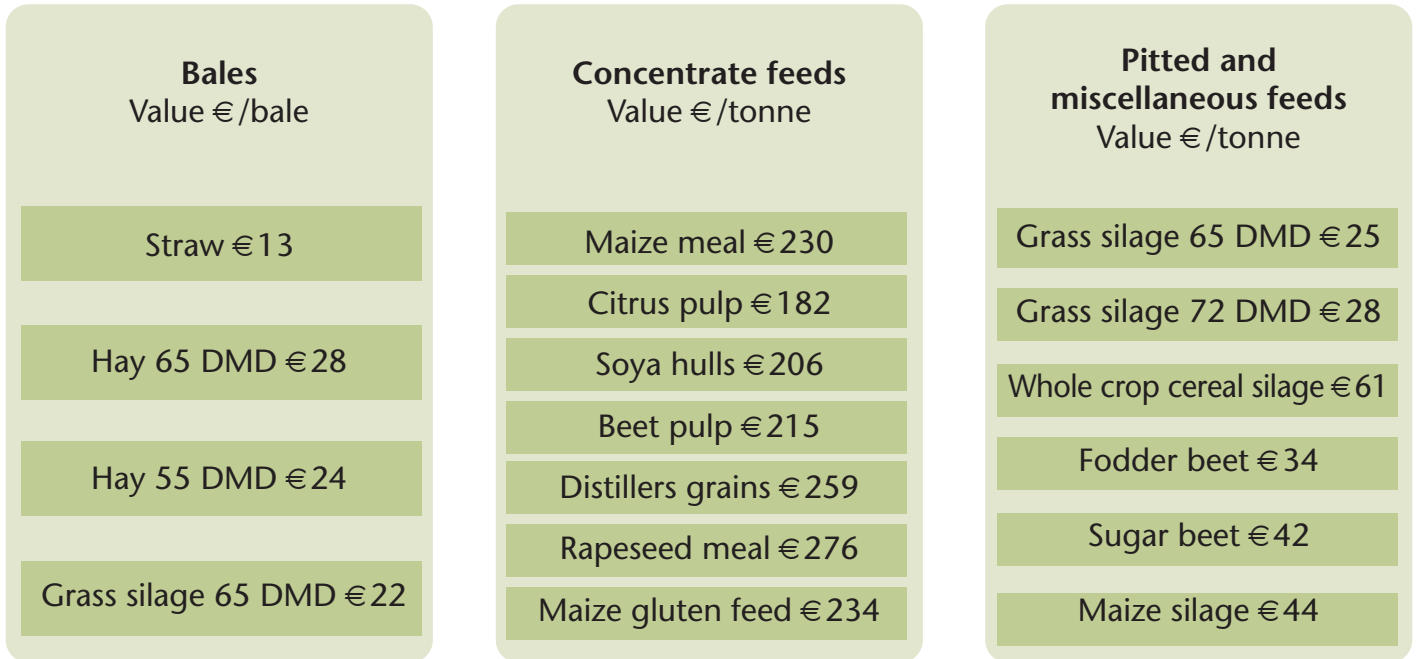 Bales
Value €/bale
Straw €13
Hay 65 DMD €28
Hay 55 DMD €24
Grass silage 65 DMD €22
Concentrate feeds
Value €/tonne
Maize meal €230
Citrus pulp €182
Soya hulls €206
Beet pulp €215
Distillers grains €259
Rapeseed meal €276
Maize gluten feed €234
Pitted and
miscellaneous feeds
Value €/tonne
Grass silage 65 DMD €25
Grass silage 72 DMD €28
Whole crop cereal silage €61
Fodder beet €34
Sugar beet €42
Maize silage €44